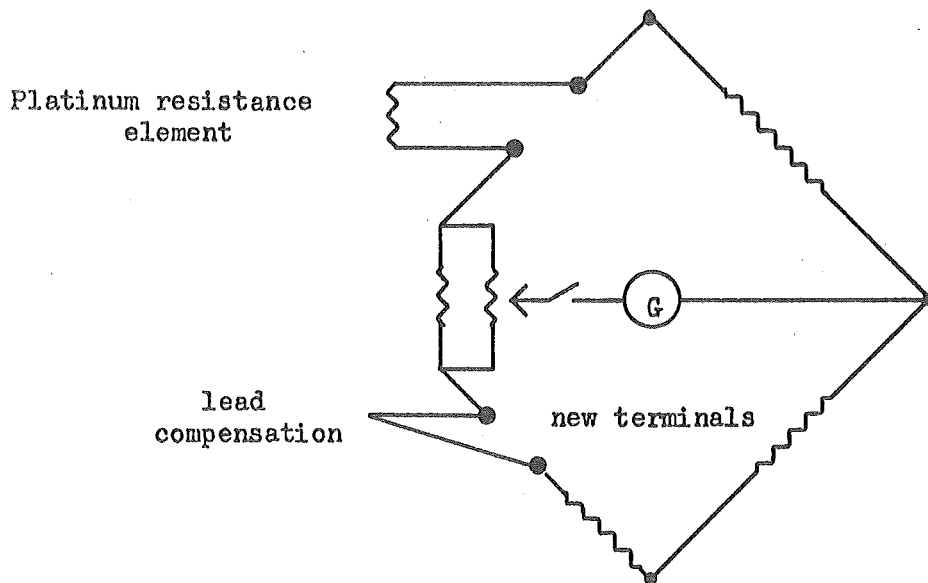 Platinum resistance
element
G
lead
compensation
new terminals